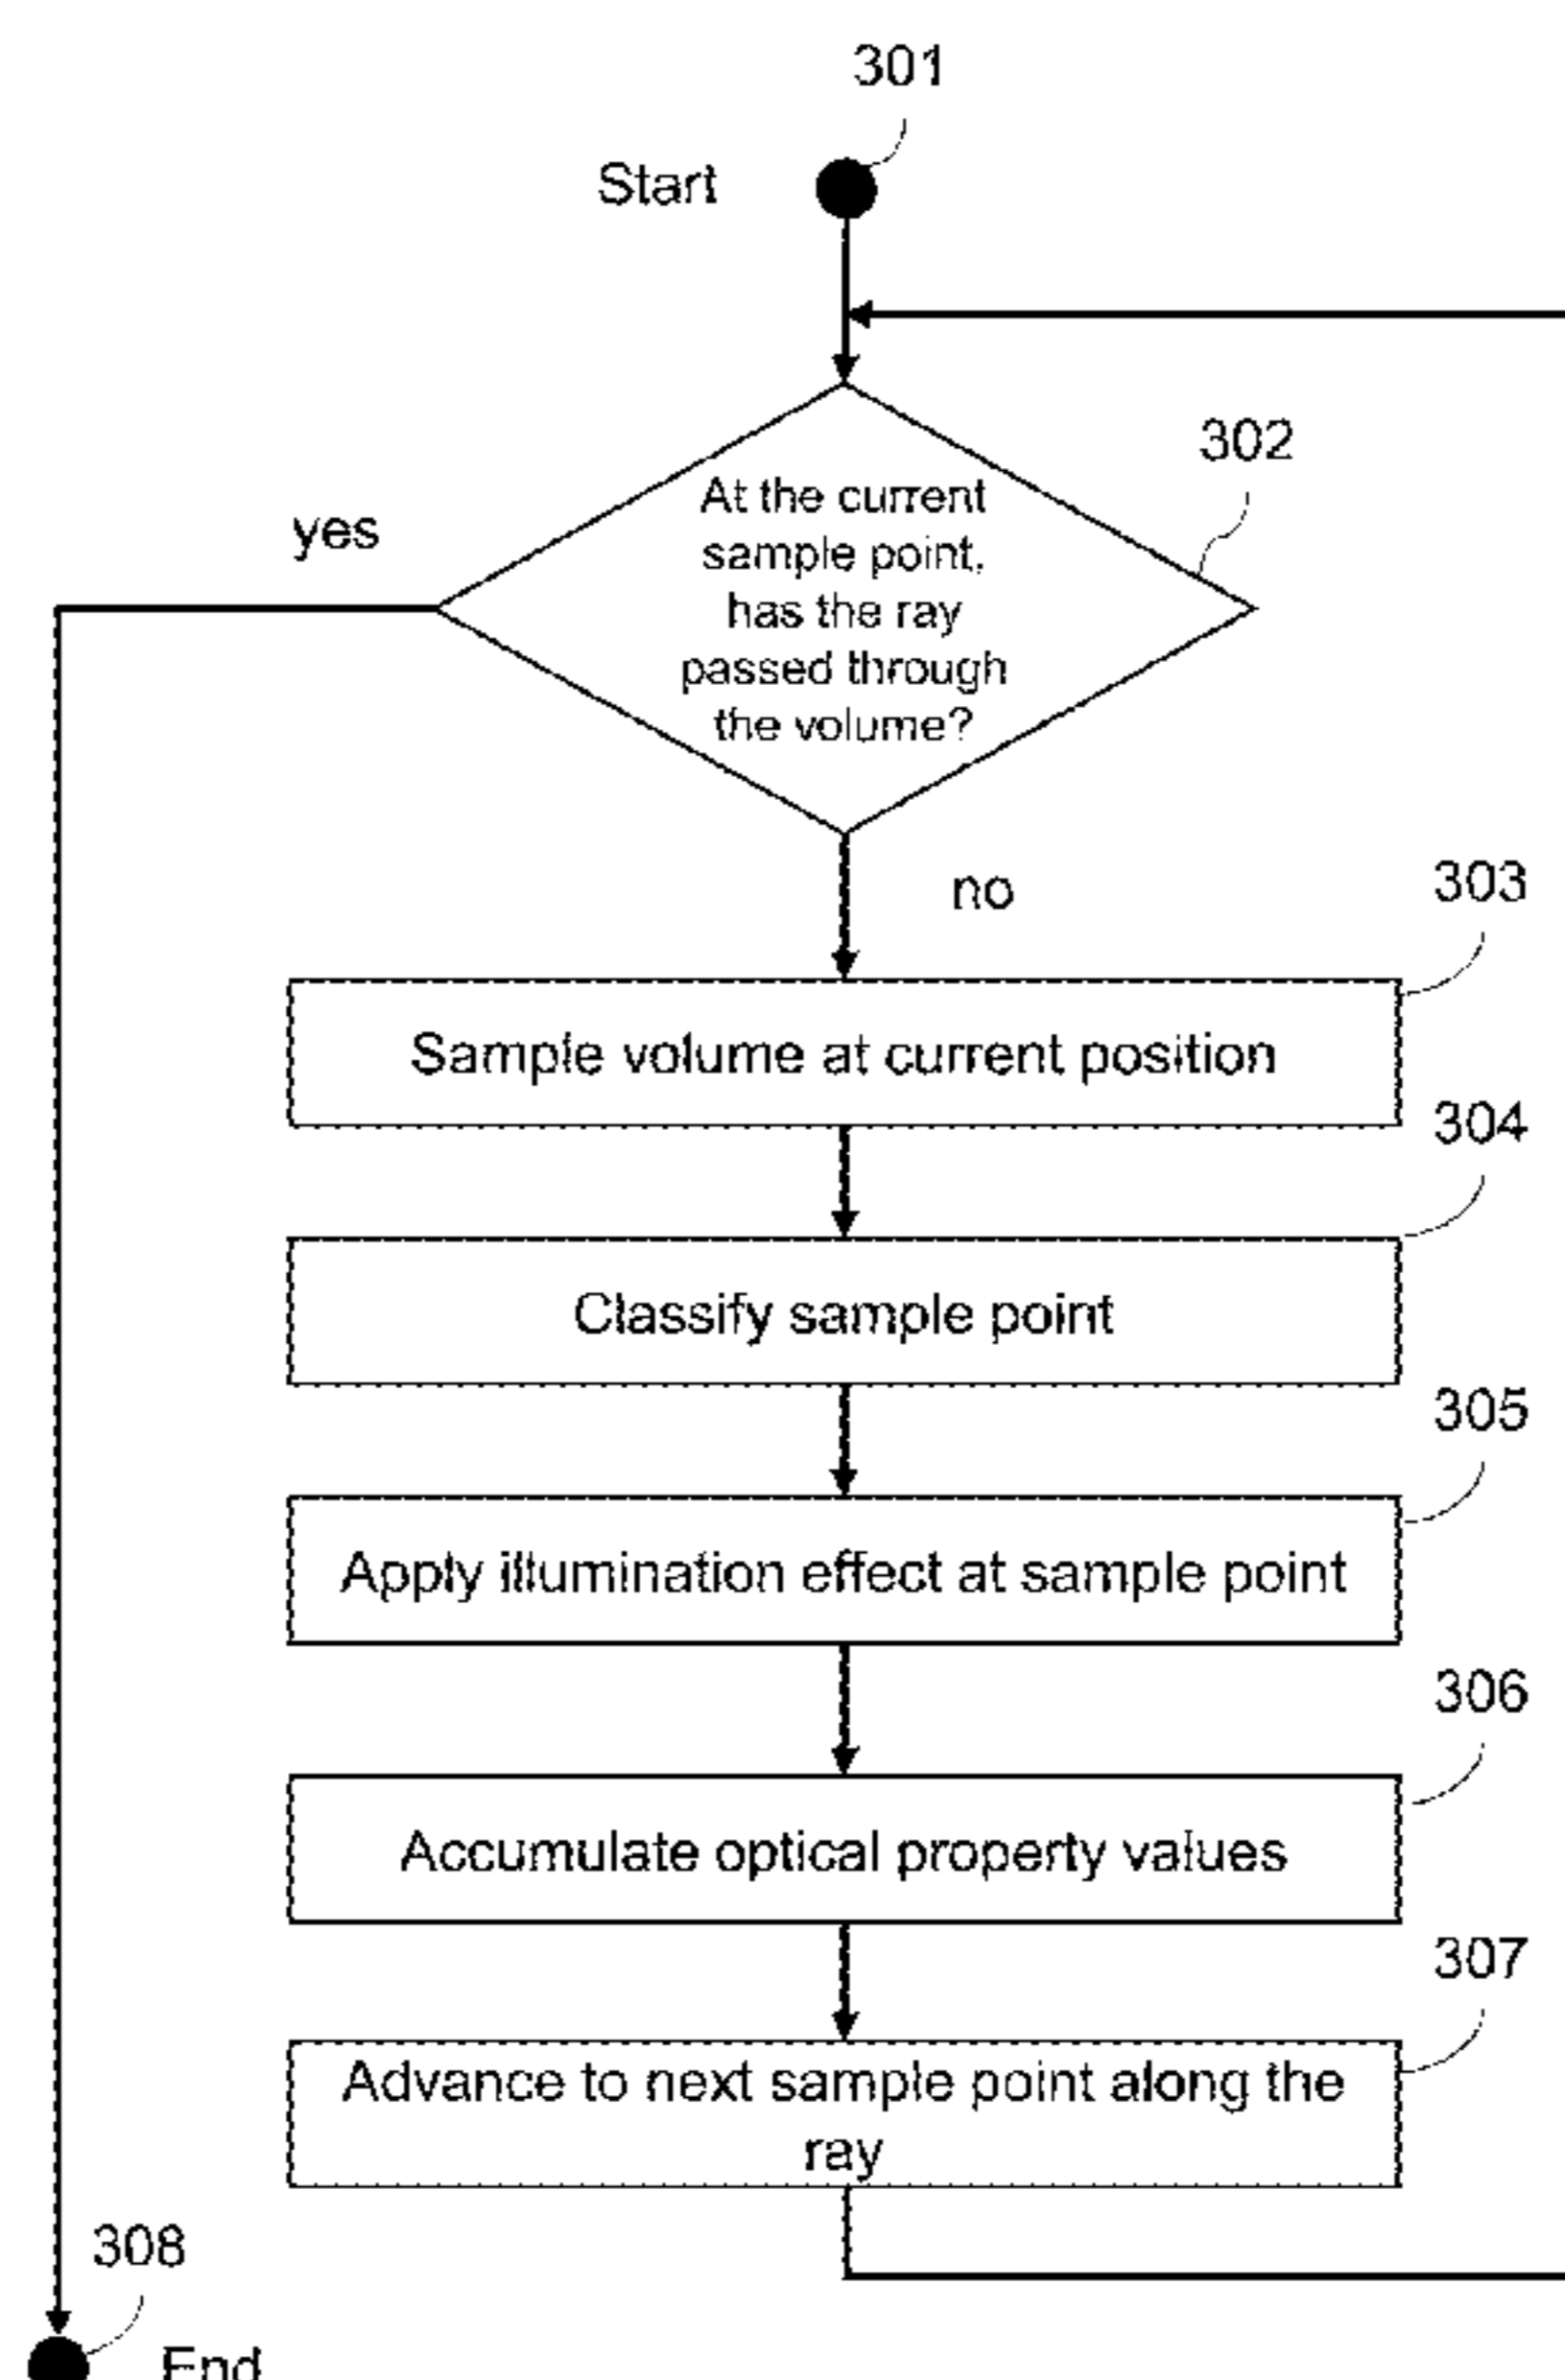 301
Start
302
At the current
sample point,
has the ray
passed through
the volume?
yes
no
303
Sample volume at current position
304
Classify sample point
305
Apply illumination effect at sample point
306
Accumulate optical property values
307
Advance to next sample point along the
ray
308
End